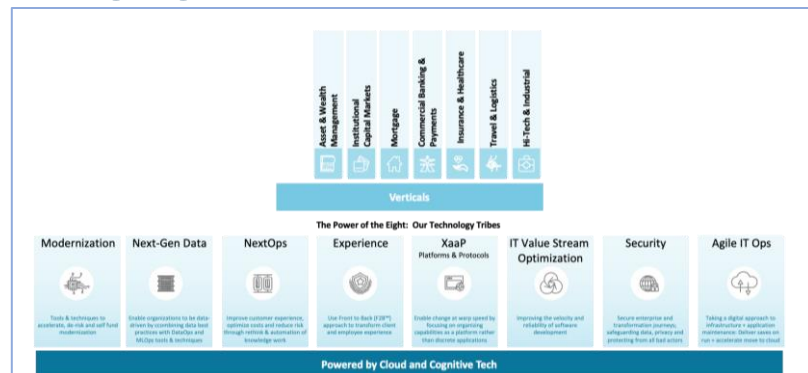 Asset & Wealth
Management
Institutional
Capital Markets
Mortgage
Commercial Banking &
Payments
Insurance & Healthcare
Travel & Logistics
Hi-Tech & Industrial
Verticals
The Power of the Eight: Our Technology Tribes
Modernization
Tools & techniques to
accelerate, de-risk and self fund
modernization
Next-Gen Data
Enable organizations to be data-
driven by combining data best
practices with DataOps and
MLOps tools & techniques
NextOps
Improve customer experience,
optimize costs and reduce risk
through rethink & automation of
knowledge work
Experience
Use Front to Back (F2B™)
approach to transform client
and employee experience
XaaP
Platforms & Protocols
Enable change at warp speed by
focusing on organizing
capabilities as a platform rather
than discrete applications
IT Value Stream
Optimization
Improving the velocity and
reliability of software
development
Security
Secure enterprise and
transformation journeys,
safeguarding data, privacy and
protecting from all bad actors
Agile IT Ops
Taking a digital approach to
infrastructure + application
maintenance: Deliver saves on
run + accelerate move to cloud
Powered by Cloud and Cognitive Tech